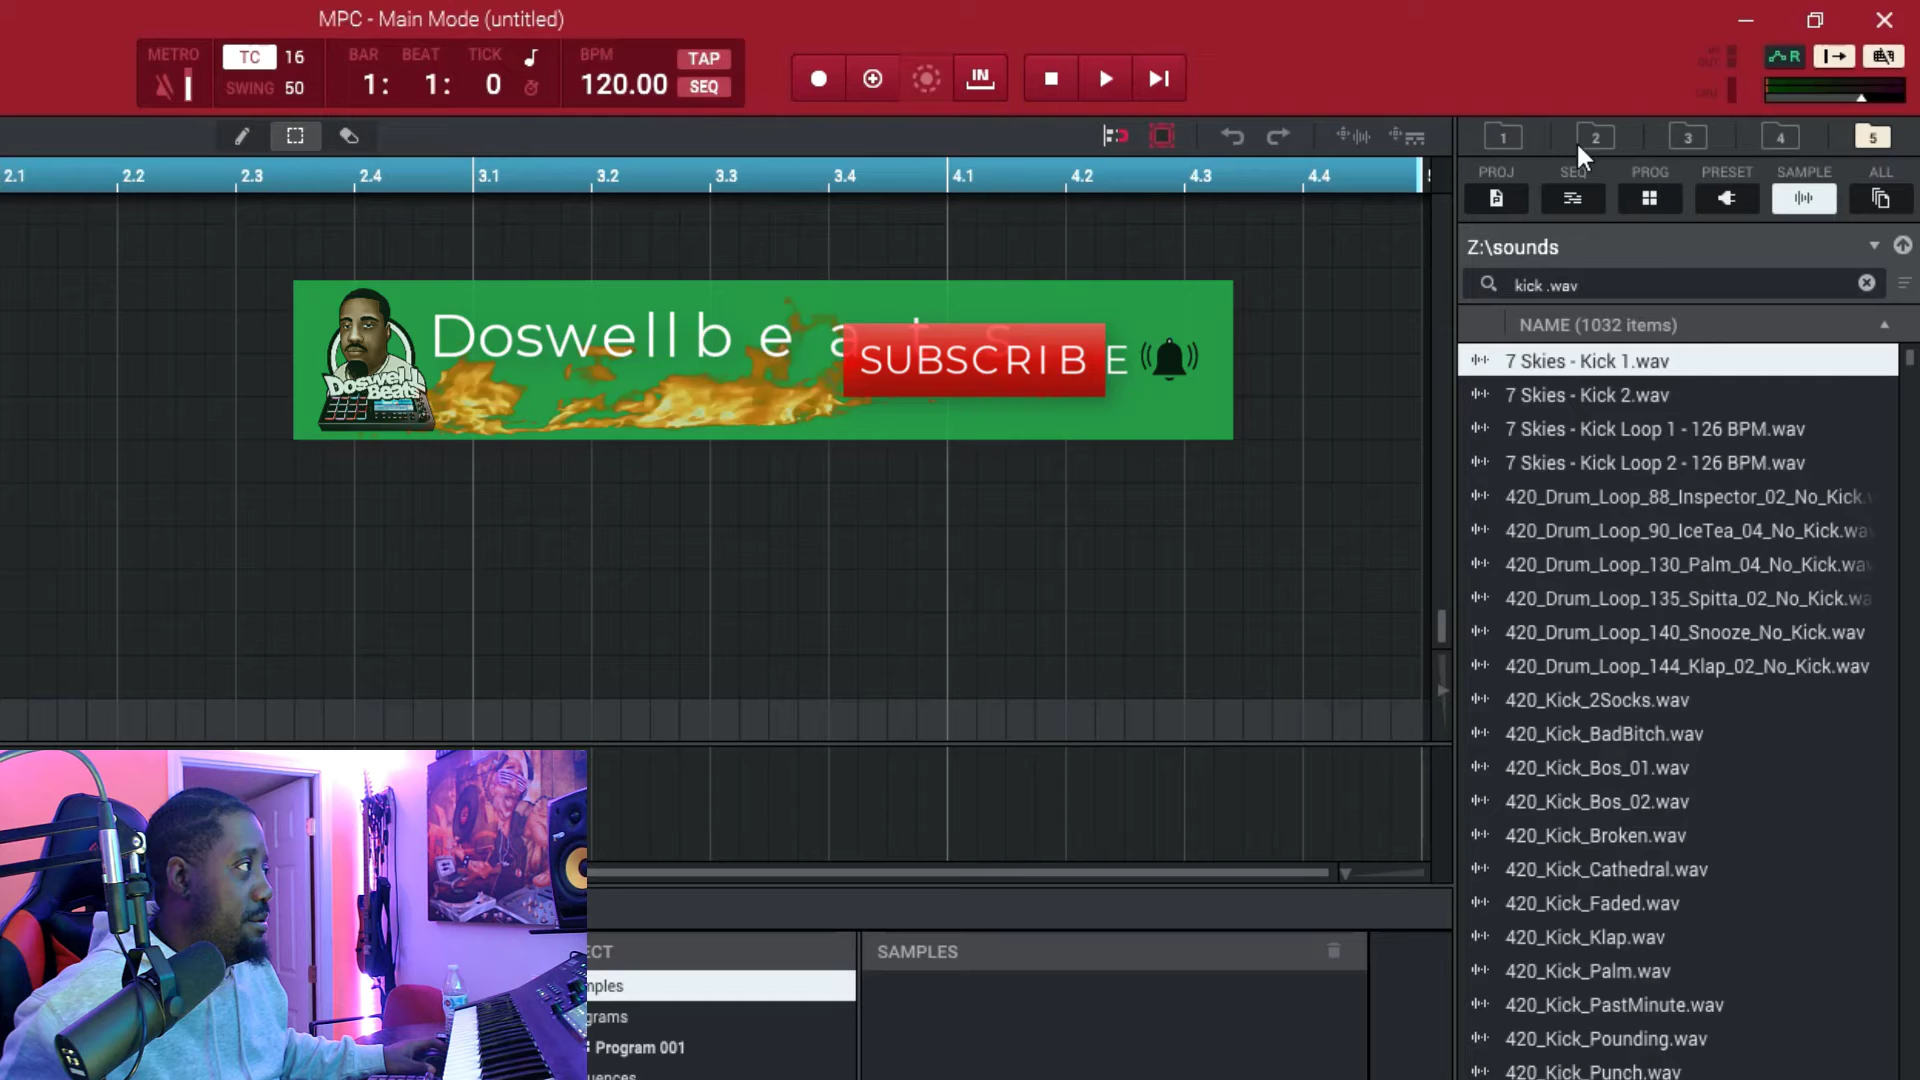 MPC - Main Mode (untitled)
METRO
TC 16
SWING 50
BAR BEAT TICK
1: 1: 0
BPM
120.00
TAP
SEQ
IN
R
2.1 2.2 2.3 2.4 3.1 3.2 3.3 3.4 4.1 4.2 4.3 4.4
1 2 3 4 5
PROJ SEQ PROG PRESET SAMPLE ALL
Z:\sounds
kick .wav
NAME (1032 items)
7 Skies - Kick 1.wav
7 Skies - Kick 2.wav
7 Skies - Kick Loop 1 - 126 BPM.wav
7 Skies - Kick Loop 2 - 126 BPM.wav
420_Drum_Loop_88_Inspector_02_No_Kick.w
420_Drum_Loop_90_IceTea_04_No_Kick.wav
420_Drum_Loop_130_Palm_04_No_Kick.wav
420_Drum_Loop_135_Spitta_02_No_Kick.wa
420_Drum_Loop_140_Snooze_No_Kick.wav
420_Drum_Loop_144_Klap_02_No_Kick.wav
420_Kick_2Socks.wav
420_Kick_BadBitch.wav
420_Kick_Bos_01.wav
420_Kick_Bos_02.wav
420_Kick_Broken.wav
420_Kick_Cathedral.wav
420_Kick_Faded.wav
420_Kick_Klap.wav
420_Kick_Palm.wav
420_Kick_PastMinute.wav
420_Kick_Pounding.wav
420_Kick_Punch.wav
Doswellbeats
SUBSCRIBE
Doswell
Beats
ECT
mples
grams
Program 001
uences
SAMPLES